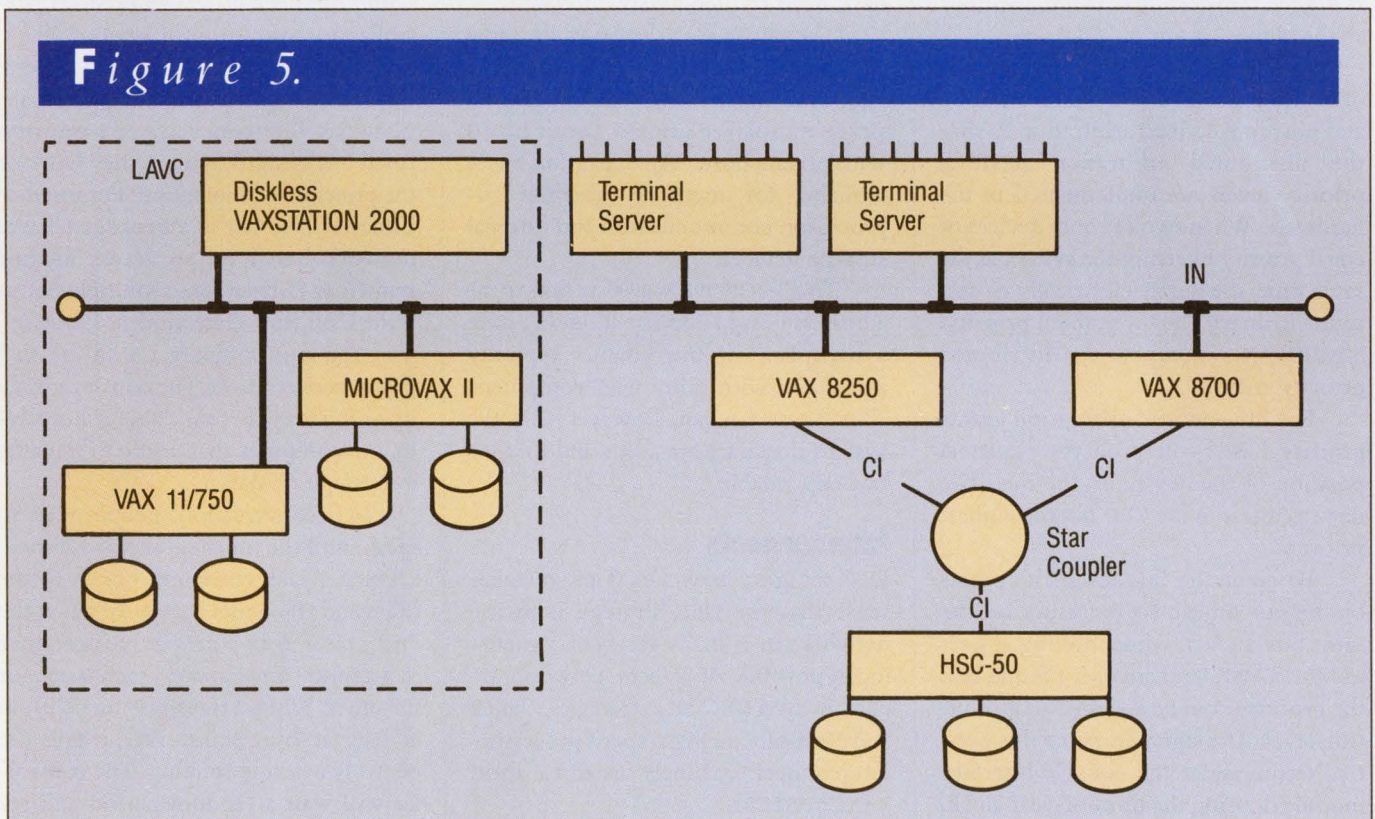 Figure 5.
LAVC
Diskless
VAXSTATION 2000
Terminal
Server
Terminal
Server
IN
MICROVAX II
VAX 8250
VAX 8700
VAX 11/750
CI
CI
Star
Coupler
CI
HSC-50